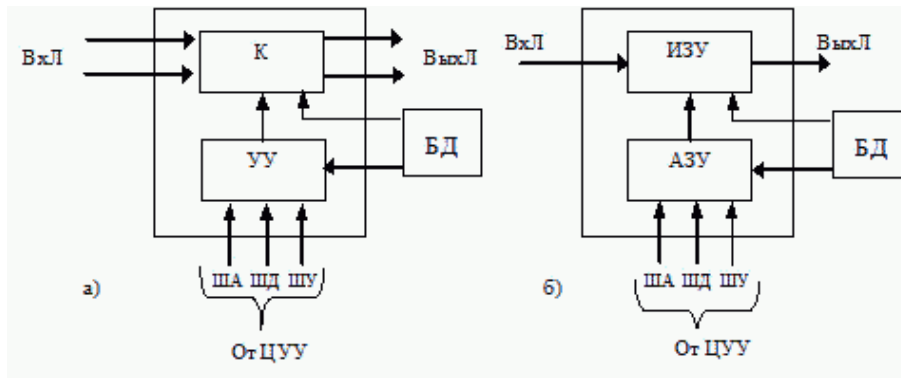 ВхЛ
К
ВыхЛ
УУ
БД
ША ШД ШУ
а)
От ЦУУ
ВхЛ
ИЗУ
ВыхЛ
АЗУ
БД
ША ШД ШУ
б)
От ЦУУ